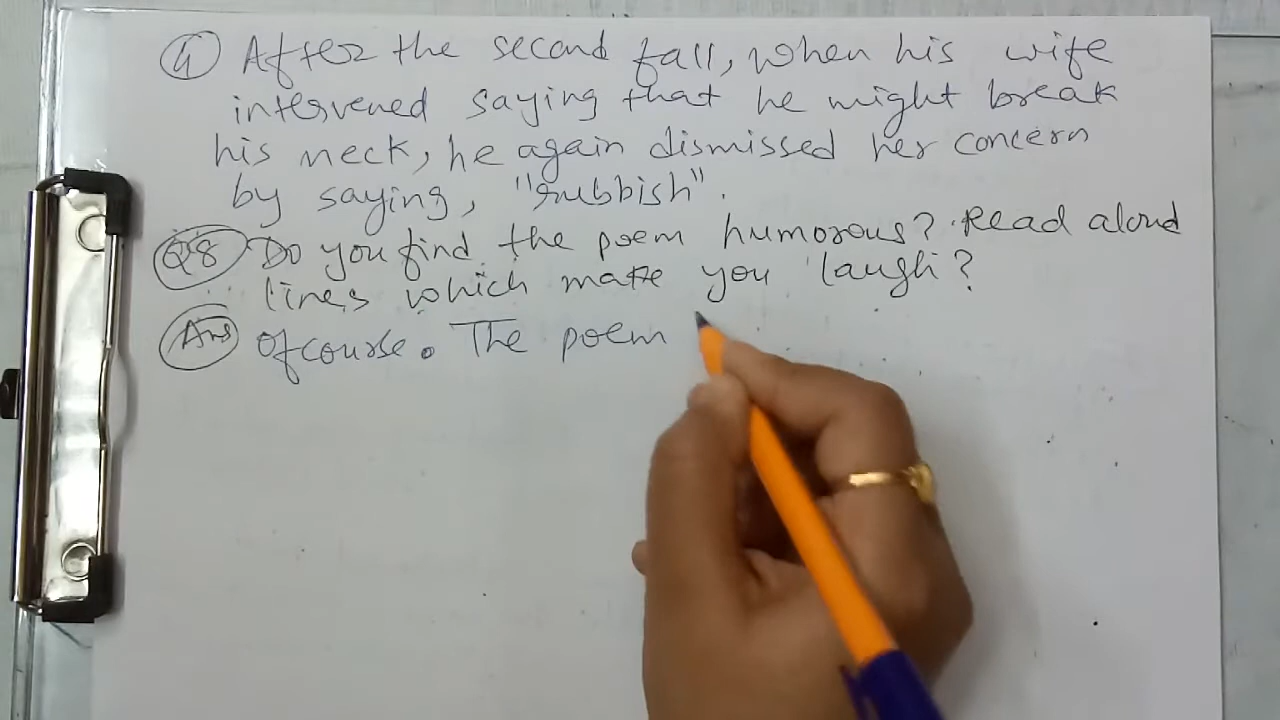 4 After the second fall, when his wife
intervened saying that he might break
his neck, he again dismissed her concern
by saying, "rubbish".
Q8 Do you find the poem humorous? Read aloud
lines which make you laugh?
Ans Ofcourse. The poem